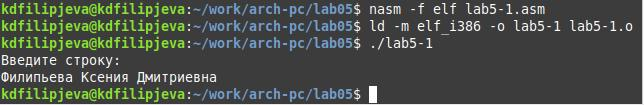 kdfilipjeva@kdfilipjeva:~/work/arch-pc/lab05$ nasm -f elf lab5-1.asm
kdfilipjeva@kdfilipjeva:~/work/arch-pc/lab05$ ld -m elf_i386 -o lab5-1 lab5-1.o
kdfilipjeva@kdfilipjeva:~/work/arch-pc/lab05$ ./lab5-1
Введите строку:
Филипьева Ксения Дмитриевна
kdfilipjeva@kdfilipjeva:~/work/arch-pc/lab05$